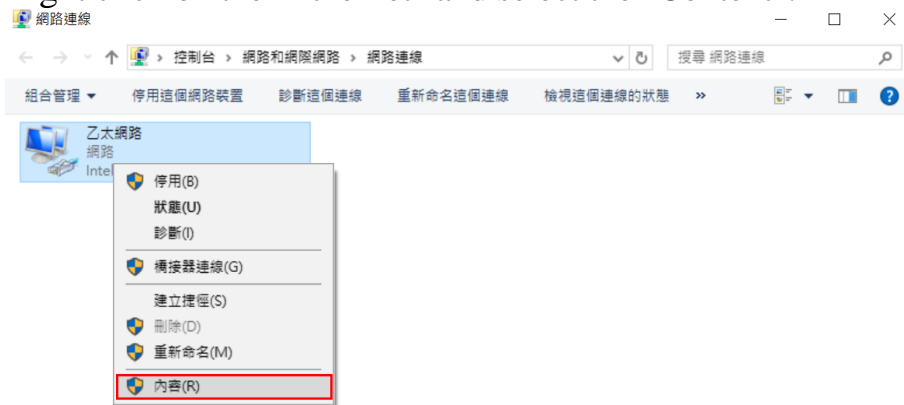 網路連線
控制台 › 網路和網際網路 › 網路連線
搜尋 網路連線
組合管理 停用這個網路裝置 診斷這個連線 重新命名這個連線 檢視這個連線的狀態 »
乙太網路
網路
Intel
停用(B)
狀態(U)
診斷(I)
橋接器連線(G)
建立捷徑(S)
刪除(D)
重新命名(M)
內容(R)